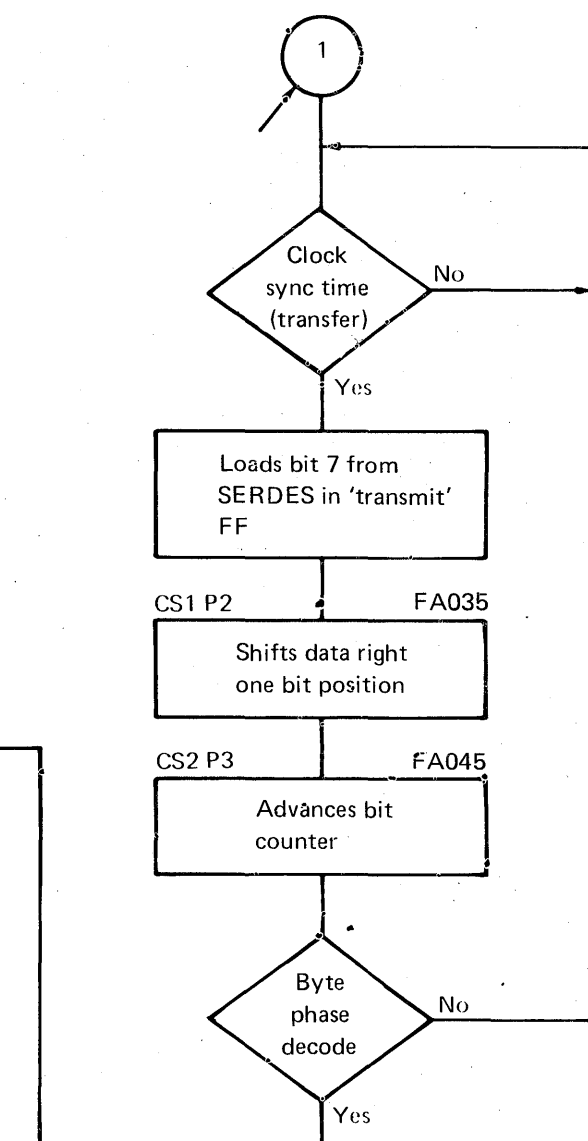 1
Clock
sync time
(transfer)
No
Yes
Loads bit 7 from
SERDES in ‘transmit’
FF
CS1 P2 FA035
Shifts data right
one bit position
CS2 P3 FA045
Advances bit
counter
Byte
phase
decode
No
Yes